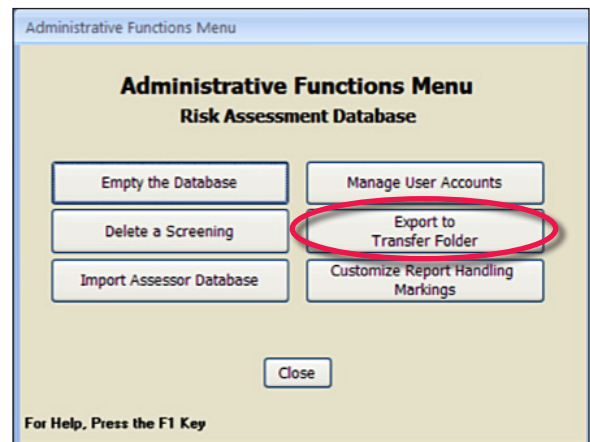 Administrative Functions Menu
Administrative Functions Menu
Risk Assessment Database
Empty the Database
Manage User Accounts
Delete a Screening
Export to
Transfer Folder
Import Assessor Database
Customize Report Handling
Markings
Close
For Help, Press the F1 Key